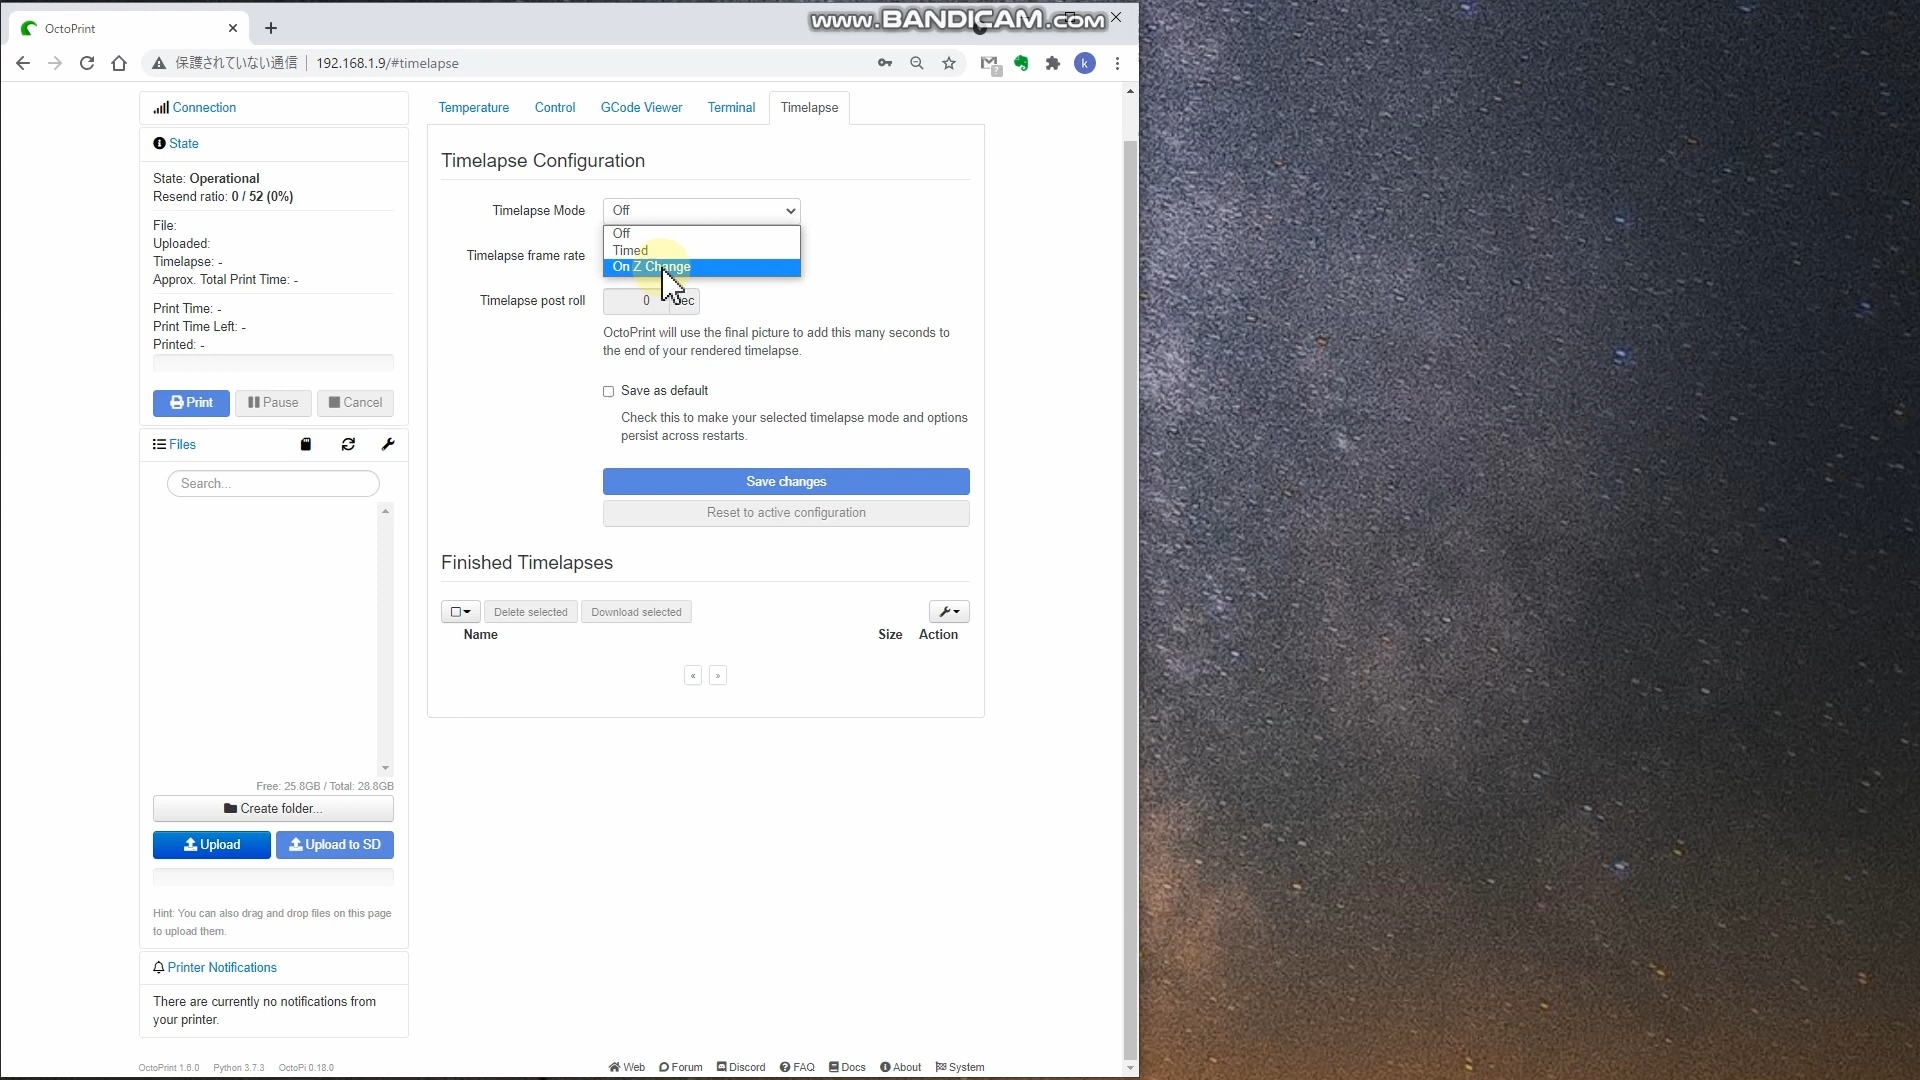 OctoPrint
www.BANDICAM.com
保護されていない通信
192.168.1.9/#timelapse
k
Connection
State
State: Operational
Resend ratio: 0 / 52 (0%)
File:
Uploaded:
Timelapse: -
Approx. Total Print Time: -
Print Time: -
Print Time Left: -
Printed: -
Print
Pause
Cancel
Files
Search...
Free: 25.8GB / Total: 28.8GB
Create folder...
Upload
Upload to SD
Hint: You can also drag and drop files on this page
to upload them.
Printer Notifications
There are currently no notifications from
your printer.
Temperature
Control
GCode Viewer
Terminal
Timelapse
Timelapse Configuration
Timelapse Mode
Off
Off
Timed
On Z Change
Timelapse frame rate
Timelapse post roll
0
sec
OctoPrint will use the final picture to add this many seconds to
the end of your rendered timelapse.
Save as default
Check this to make your selected timelapse mode and options
persist across restarts.
Save changes
Reset to active configuration
Finished Timelapses
Delete selected
Download selected
Name
Size
Action
«
»
OctoPrint 1.6.0
Python 3.7.3
OctoPi 0.18.0
Web
Forum
Discord
FAQ
Docs
About
System